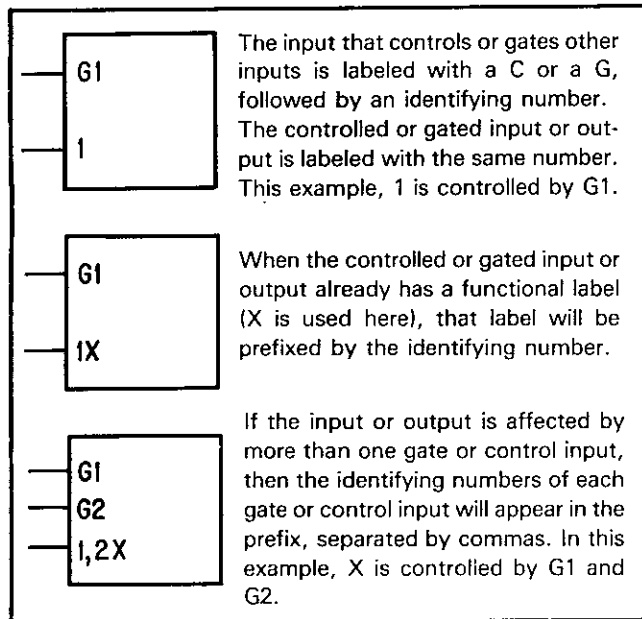 G1
1
The input that controls or gates other
inputs is labeled with a C or a G,
followed by an identifying number.
The controlled or gated input or out-
put is labeled with the same number.
This example, 1 is controlled by G1.
G1
1X
When the controlled or gated input or
output already has a functional label
(X is used here), that label will be
prefixed by the identifying number.
G1
G2
1,2X
If the input or output is affected by
more than one gate or control input,
then the identifying numbers of each
gate or control input will appear in the
prefix, separated by commas. In this
example, X is controlled by G1 and
G2.